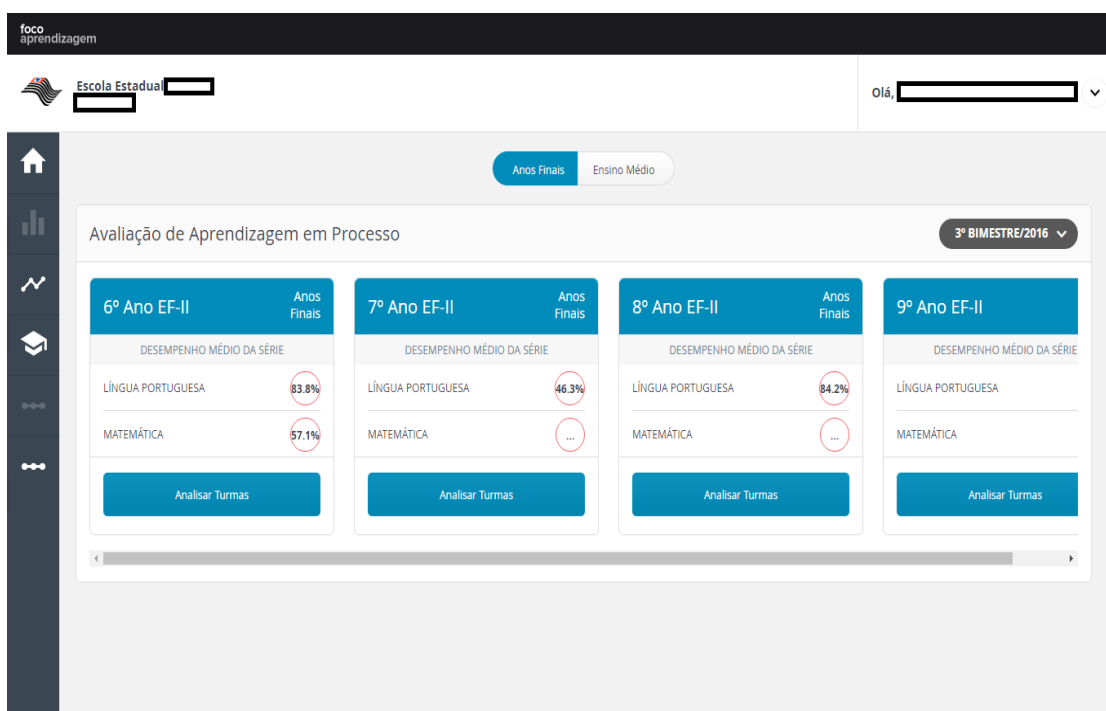 foco
aprendizagem
Escola Estadual
Olá,
Anos Finais
Ensino Médio
Avaliação de Aprendizagem em Processo
3º BIMESTRE/2016
6º Ano EF-II
Anos
Finais
DESEMPENHO MÉDIO DA SÉRIE
LÍNGUA PORTUGUESA
83.8%
MATEMÁTICA
57.1%
Analisar Turmas
7º Ano EF-II
Anos
Finais
DESEMPENHO MÉDIO DA SÉRIE
LÍNGUA PORTUGUESA
46.3%
MATEMÁTICA
...
Analisar Turmas
8º Ano EF-II
Anos
Finais
DESEMPENHO MÉDIO DA SÉRIE
LÍNGUA PORTUGUESA
84.2%
MATEMÁTICA
...
Analisar Turmas
9º Ano EF-II
DESEMPENHO MÉDIO DA SÉRIE
LÍNGUA PORTUGUESA
MATEMÁTICA
Analisar Turmas